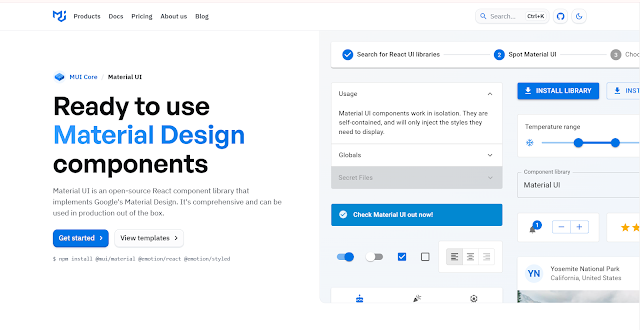 Products Docs Pricing About us Blog
Search... Ctrl+K
MUI Core / Material UI
Ready to use
Material Design
components
Material UI is an open-source React component library that
implements Google's Material Design. It's comprehensive and can be
used in production out of the box.
Get started
View templates
$ npm install @mui/material @emotion/react @emotion/styled
1 Search for React UI libraries
2 Spot Material UI
3 Choo
Usage
Material UI components work in isolation. They are
self-contained, and will only inject the styles they
need to display.
Globals
Secret Files
Check Material UI out now!
INSTALL LIBRARY
INST
Temperature range
Component library
Material UI
1
YN
Yosemite National Park
California, United States